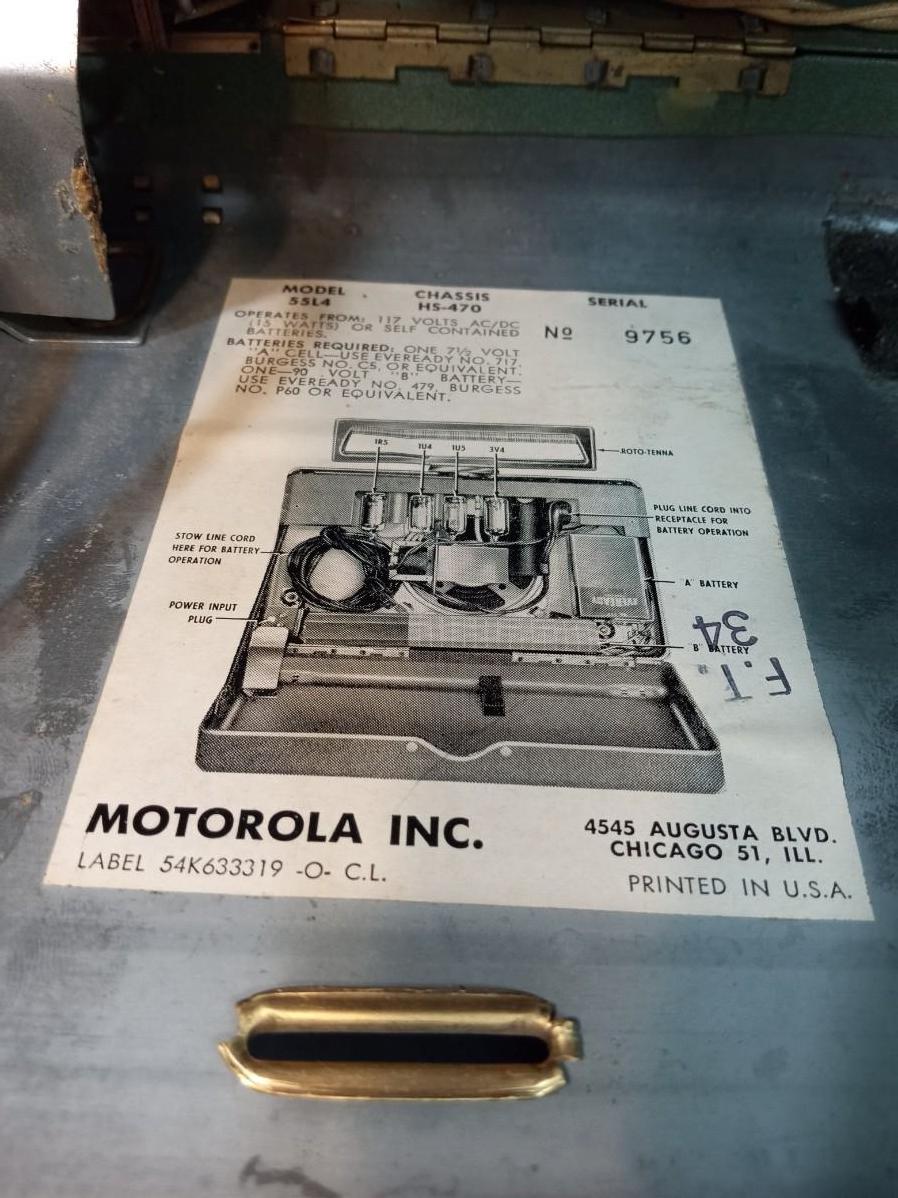 MODEL
55L4
CHASSIS
HS-470
SERIAL
OPERATES FROM: 117 VOLTS AC/DC
(15 WATTS) OR SELF CONTAINED
BATTERIES.
Nº 9756
BATTERIES REQUIRED: ONE 7½ VOLT
"A" CELL—USE EVEREADY NO. 717,
BURGESS NO. C5, OR EQUIVALENT.
ONE—90 VOLT "B" BATTERY—
USE EVEREADY NO. 479, BURGESS
NO. P60 OR EQUIVALENT.
1R5 1U4 1U5 3V4
ROTO-TENNA
PLUG LINE CORD INTO
RECEPTACLE FOR
BATTERY OPERATION
STOW LINE CORD
HERE FOR BATTERY
OPERATION
"A" BATTERY
POWER INPUT
PLUG
"B" BATTERY
F.T.
34
MOTOROLA INC.
4545 AUGUSTA BLVD.
CHICAGO 51, ILL.
LABEL 54K633319 -O- C.L.
PRINTED IN U.S.A.